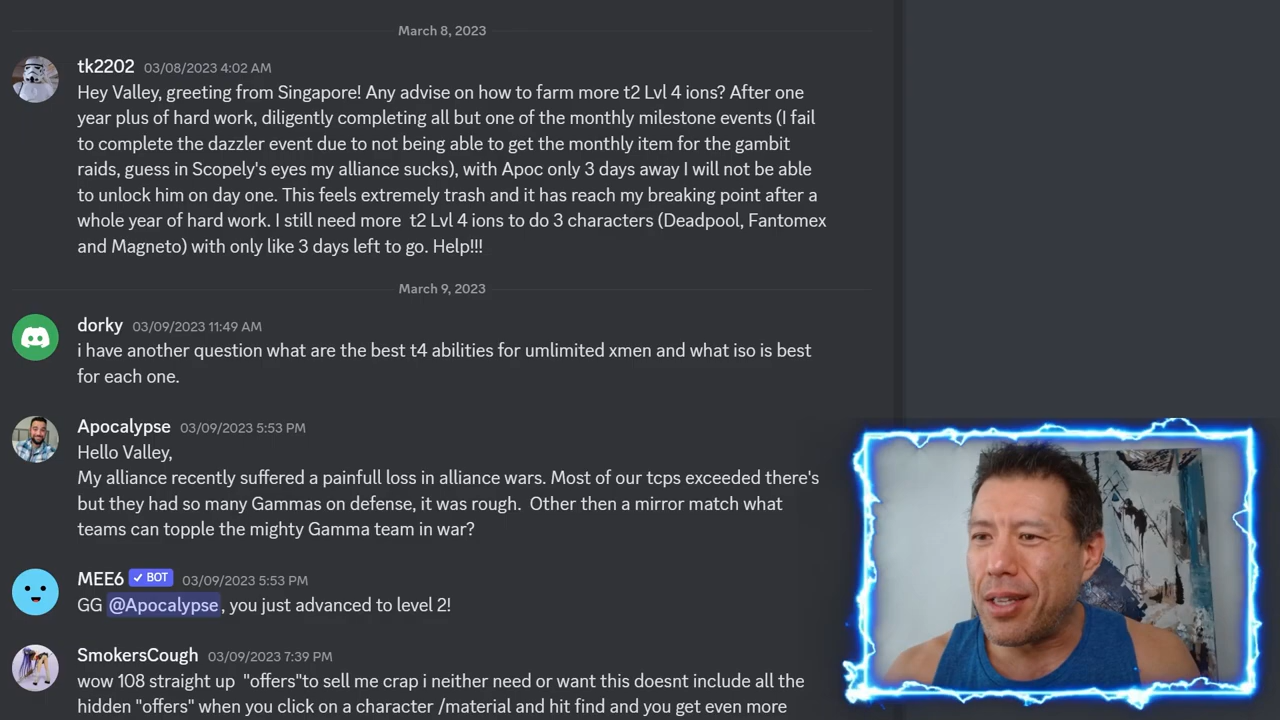 March 8, 2023
tk2202 03/08/2023 4:02 AM
Hey Valley, greeting from Singapore! Any advise on how to farm more t2 Lvl 4 ions? After one
year plus of hard work, diligently completing all but one of the monthly milestone events (I fail
to complete the dazzler event due to not being able to get the monthly item for the gambit
raids, guess in Scopely's eyes my alliance sucks), with Apoc only 3 days away I will not be able
to unlock him on day one. This feels extremely trash and it has reach my breaking point after a
whole year of hard work. I still need more t2 Lvl 4 ions to do 3 characters (Deadpool, Fantomex
and Magneto) with only like 3 days left to go. Help!!!
March 9, 2023
dorky 03/09/2023 11:49 AM
i have another question what are the best t4 abilities for umlimited xmen and what iso is best
for each one.
Apocalypse 03/09/2023 5:53 PM
Hello Valley,
My alliance recently suffered a painfull loss in alliance wars. Most of our tcps exceeded there's
but they had so many Gammas on defense, it was rough. Other then a mirror match what
teams can topple the mighty Gamma team in war?
MEE6 ✓ BOT 03/09/2023 5:53 PM
GG @Apocalypse, you just advanced to level 2!
SmokersCough 03/09/2023 7:39 PM
wow 108 straight up "offers"to sell me crap i neither need or want this doesnt include all the
hidden "offers" when you click on a character /material and hit find and you get even more